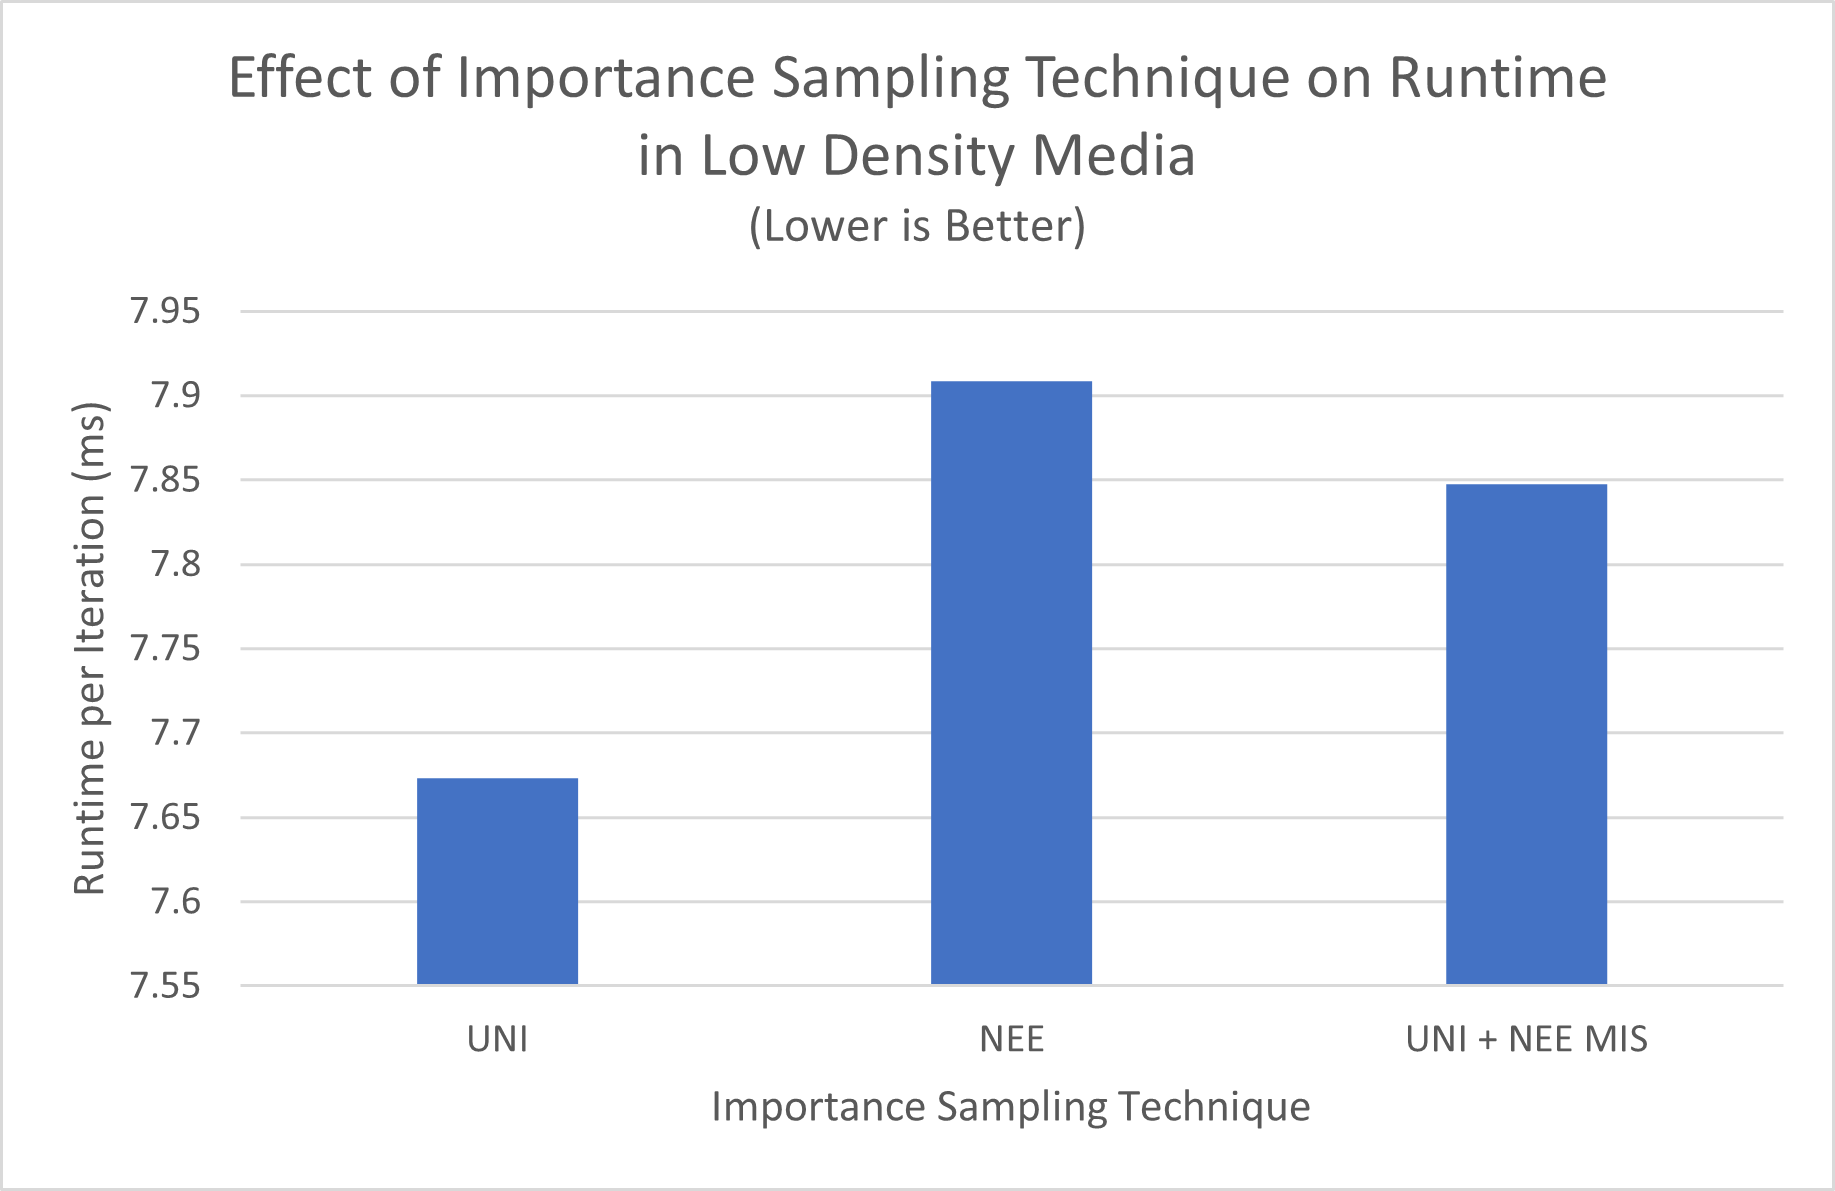 Effect of Importance Sampling Technique on Runtime
in Low Density Media
(Lower is Better)
7.95
7.9
7.85
7.8
7.75
7.7
7.65
7.6
7.55
Runtime per Iteration (ms)
UNI
NEE
UNI + NEE MIS
Importance Sampling Technique